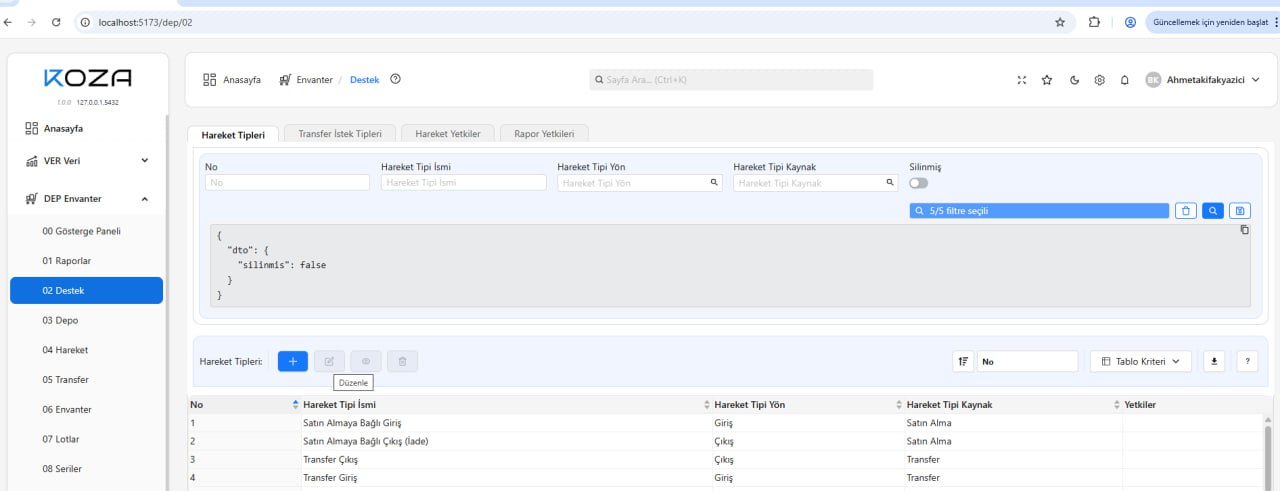 localhost:5173/dep/02
Güncellemek için yeniden başlat
KOZA
1.0.0 127.0.0.1.5432
Anasayfa
VER Veri
DEP Envanter
00 Gösterge Paneli
01 Raporlar
02 Destek
03 Depo
04 Hareket
05 Transfer
06 Envanter
07 Lotlar
08 Seriler
Anasayfa Envanter / Destek ?
Sayfa Ara... (Ctrl+K)
BK Ahmetakifakyazici
Hareket Tipleri Transfer İstek Tipleri Hareket Yetkiler Rapor Yetkileri
No Hareket Tipi İsmi Hareket Tipi Yön Hareket Tipi Kaynak Silinmiş
No Hareket Tipi İsmi Hareket Tipi Yön Hareket Tipi Kaynak
5/5 filtre seçili
{
"dto": {
"silinmis": false
}
}
Hareket Tipleri: + No Tablo Kriteri ?
Düzenle
No Hareket Tipi İsmi Hareket Tipi Yön Hareket Tipi Kaynak Yetkiler
1 Satın Almaya Bağlı Giriş Giriş Satın Alma
2 Satın Almaya Bağlı Çıkış (İade) Çıkış Satın Alma
3 Transfer Çıkış Çıkış Transfer
4 Transfer Giriş Giriş Transfer